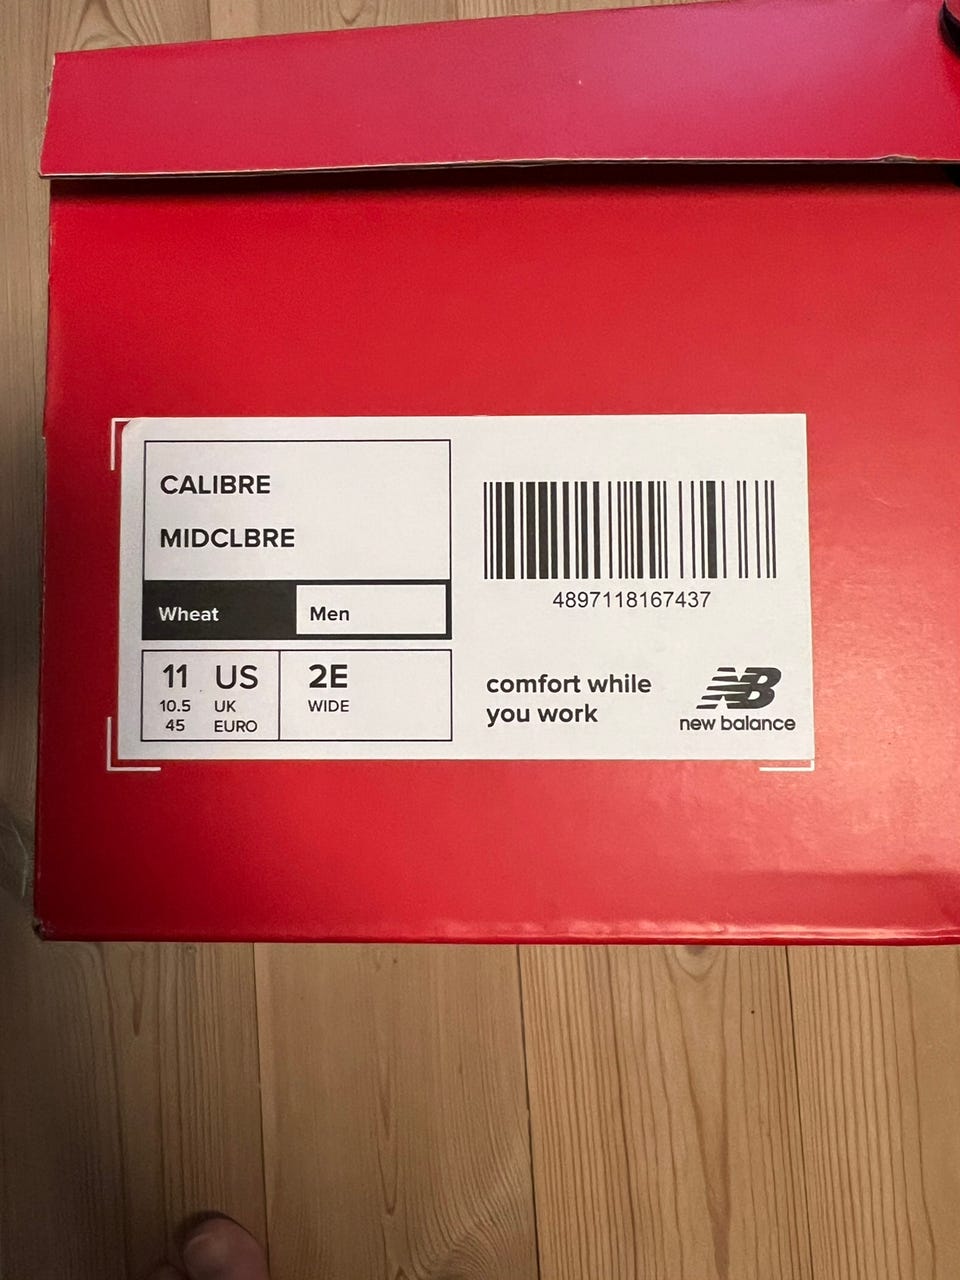 CALIBRE
MIDCLBRE
Wheat Men
11 US
10.5 UK
45 EURO
2E
WIDE
4897118167437
comfort while
you work
NB
new balance